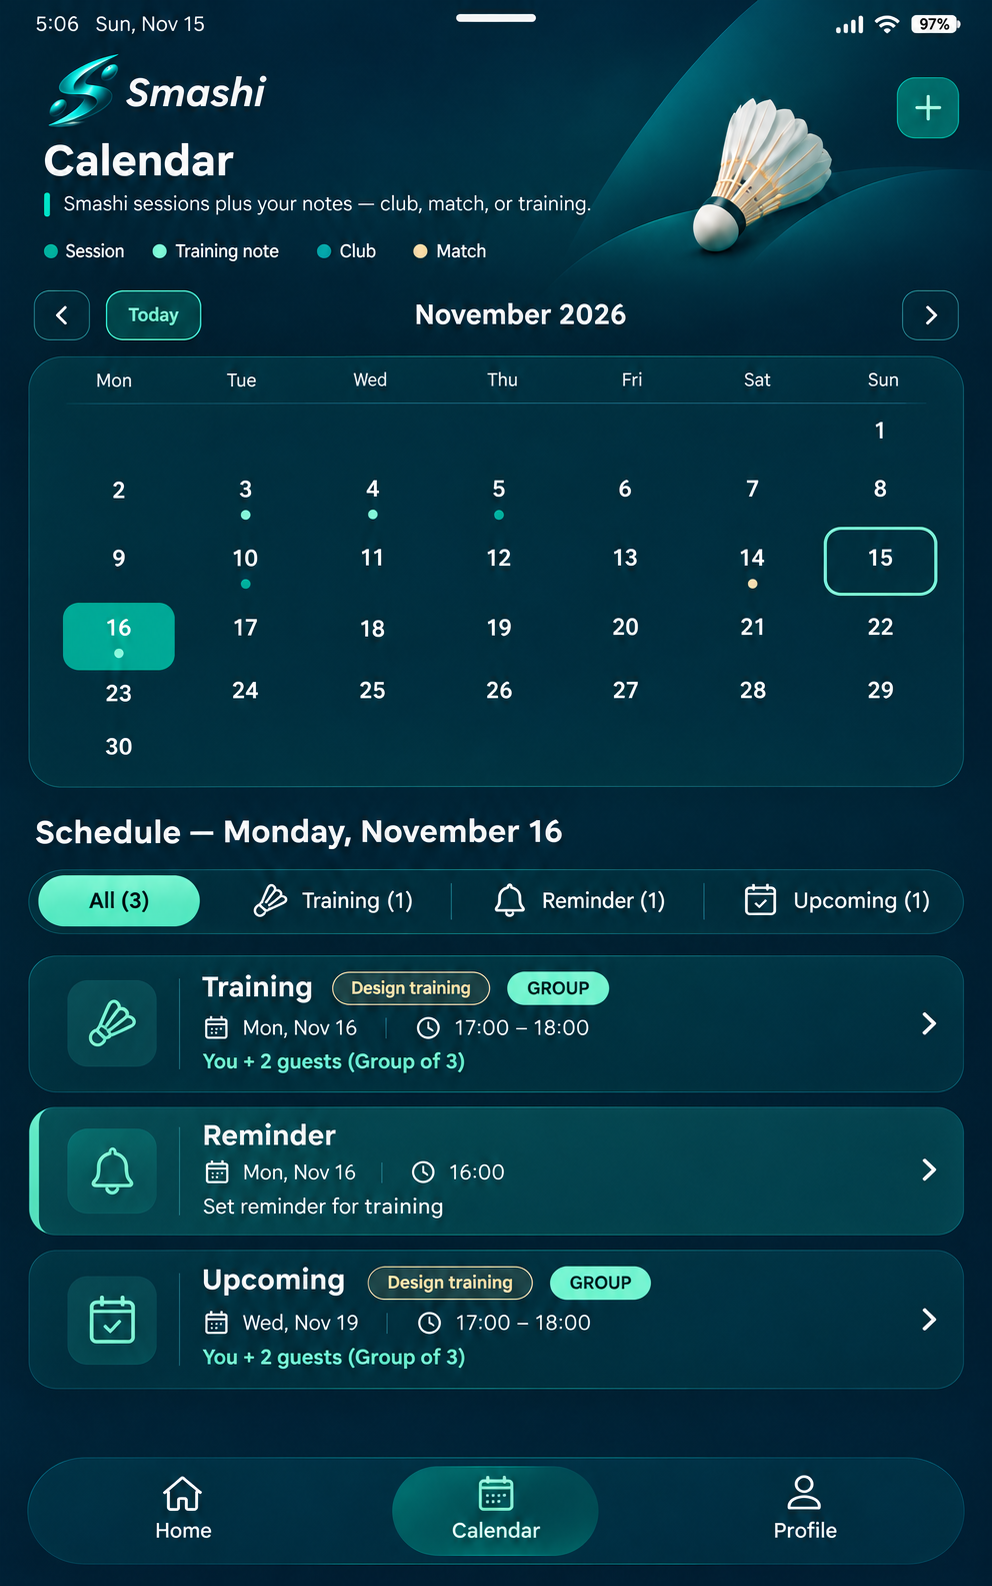 5:06 Sun, Nov 15 97%
Smashi
Calendar
Smashi sessions plus your notes — club, match, or training.
Session Training note Club Match
Today November 2026
Mon Tue Wed Thu Fri Sat Sun
1
2 3 4 5 6 7 8
9 10 11 12 13 14 15
16 17 18 19 20 21 22
23 24 25 26 27 28 29
30
Schedule — Monday, November 16
All (3) Training (1) Reminder (1) Upcoming (1)
Training Design training GROUP
Mon, Nov 16 17:00 – 18:00
You + 2 guests (Group of 3)
Reminder
Mon, Nov 16 16:00
Set reminder for training
Upcoming Design training GROUP
Wed, Nov 19 17:00 – 18:00
You + 2 guests (Group of 3)
Home Calendar Profile